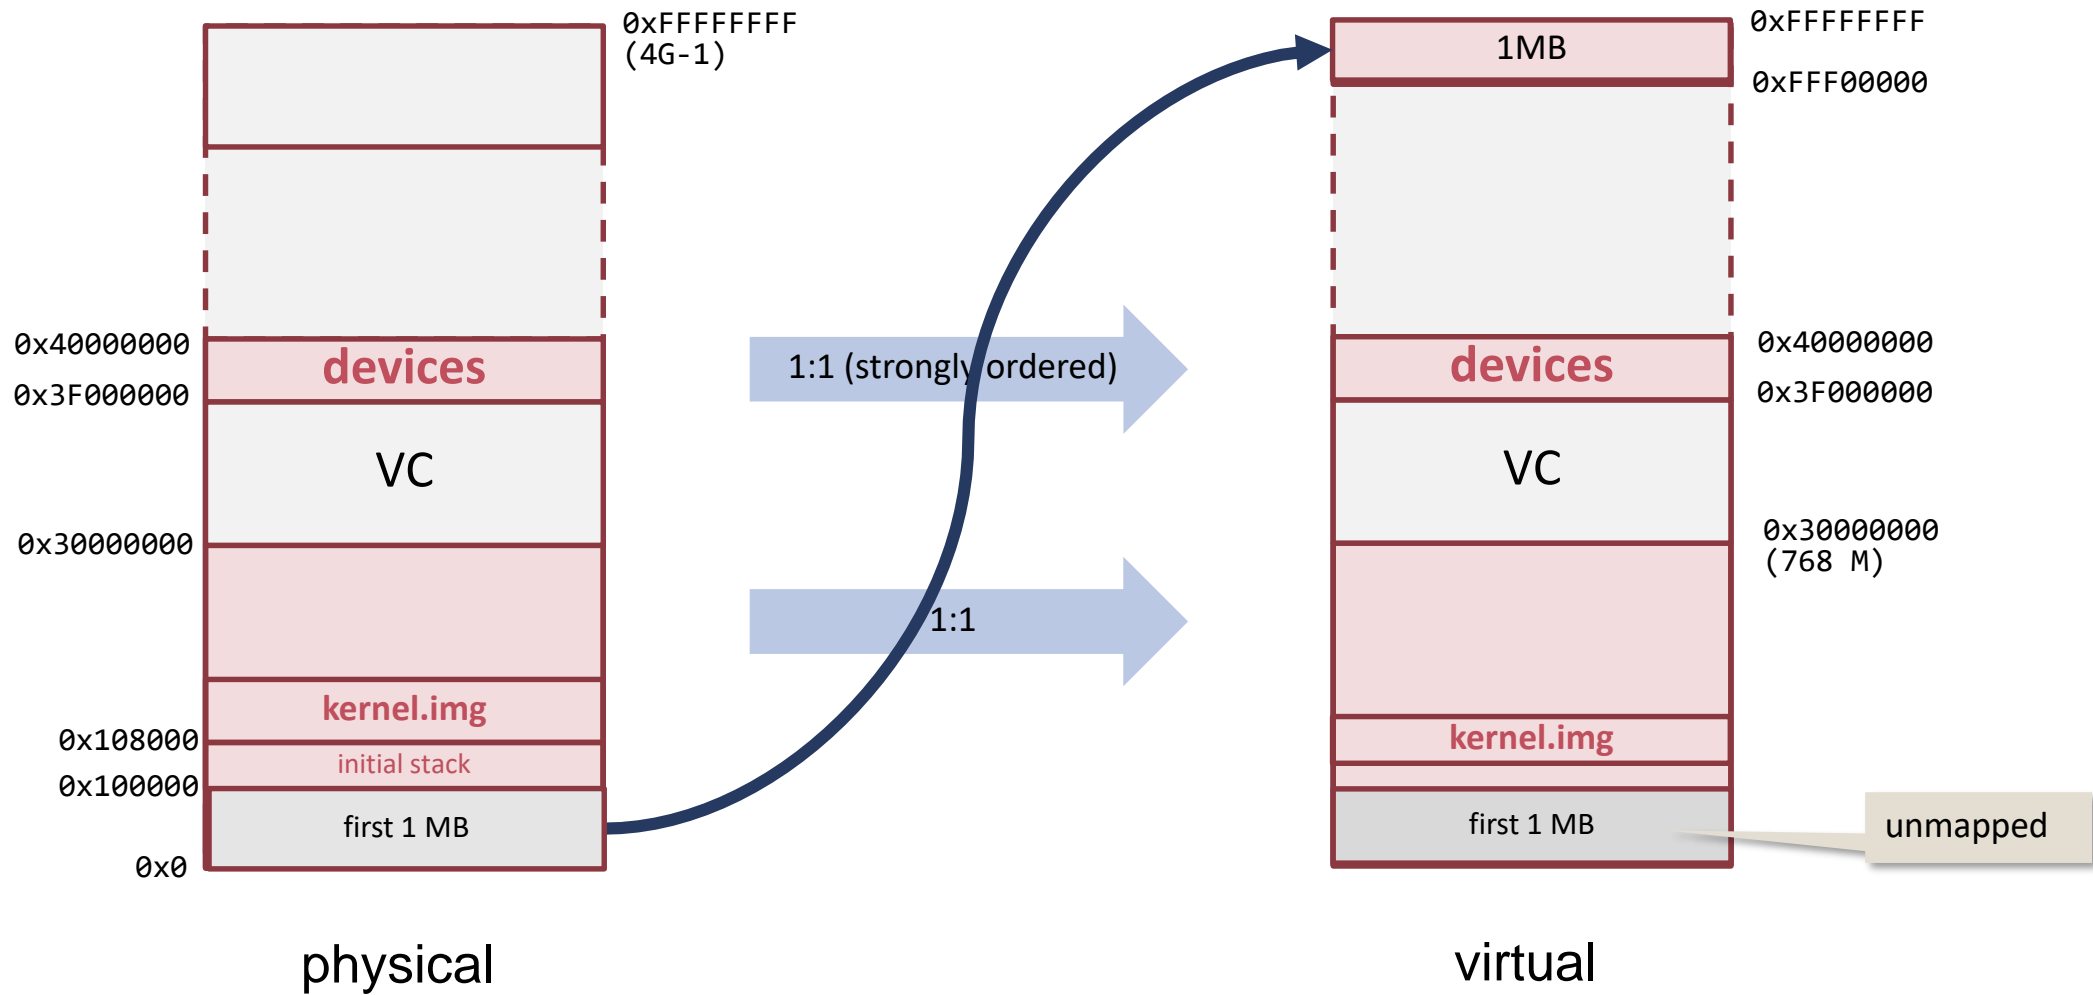 0xFFFFFFFF
(4G-1)
0x40000000
devices
0x3F000000
VC
0x30000000
kernel.img
0x108000
initial stack
0x100000
first 1 MB
0x0
physical
1:1 (strongly ordered)
1:1
1MB
0xFFFFFFFF
0xFFF00000
0x40000000
devices
0x3F000000
VC
0x30000000
(768 M)
kernel.img
first 1 MB
unmapped
virtual